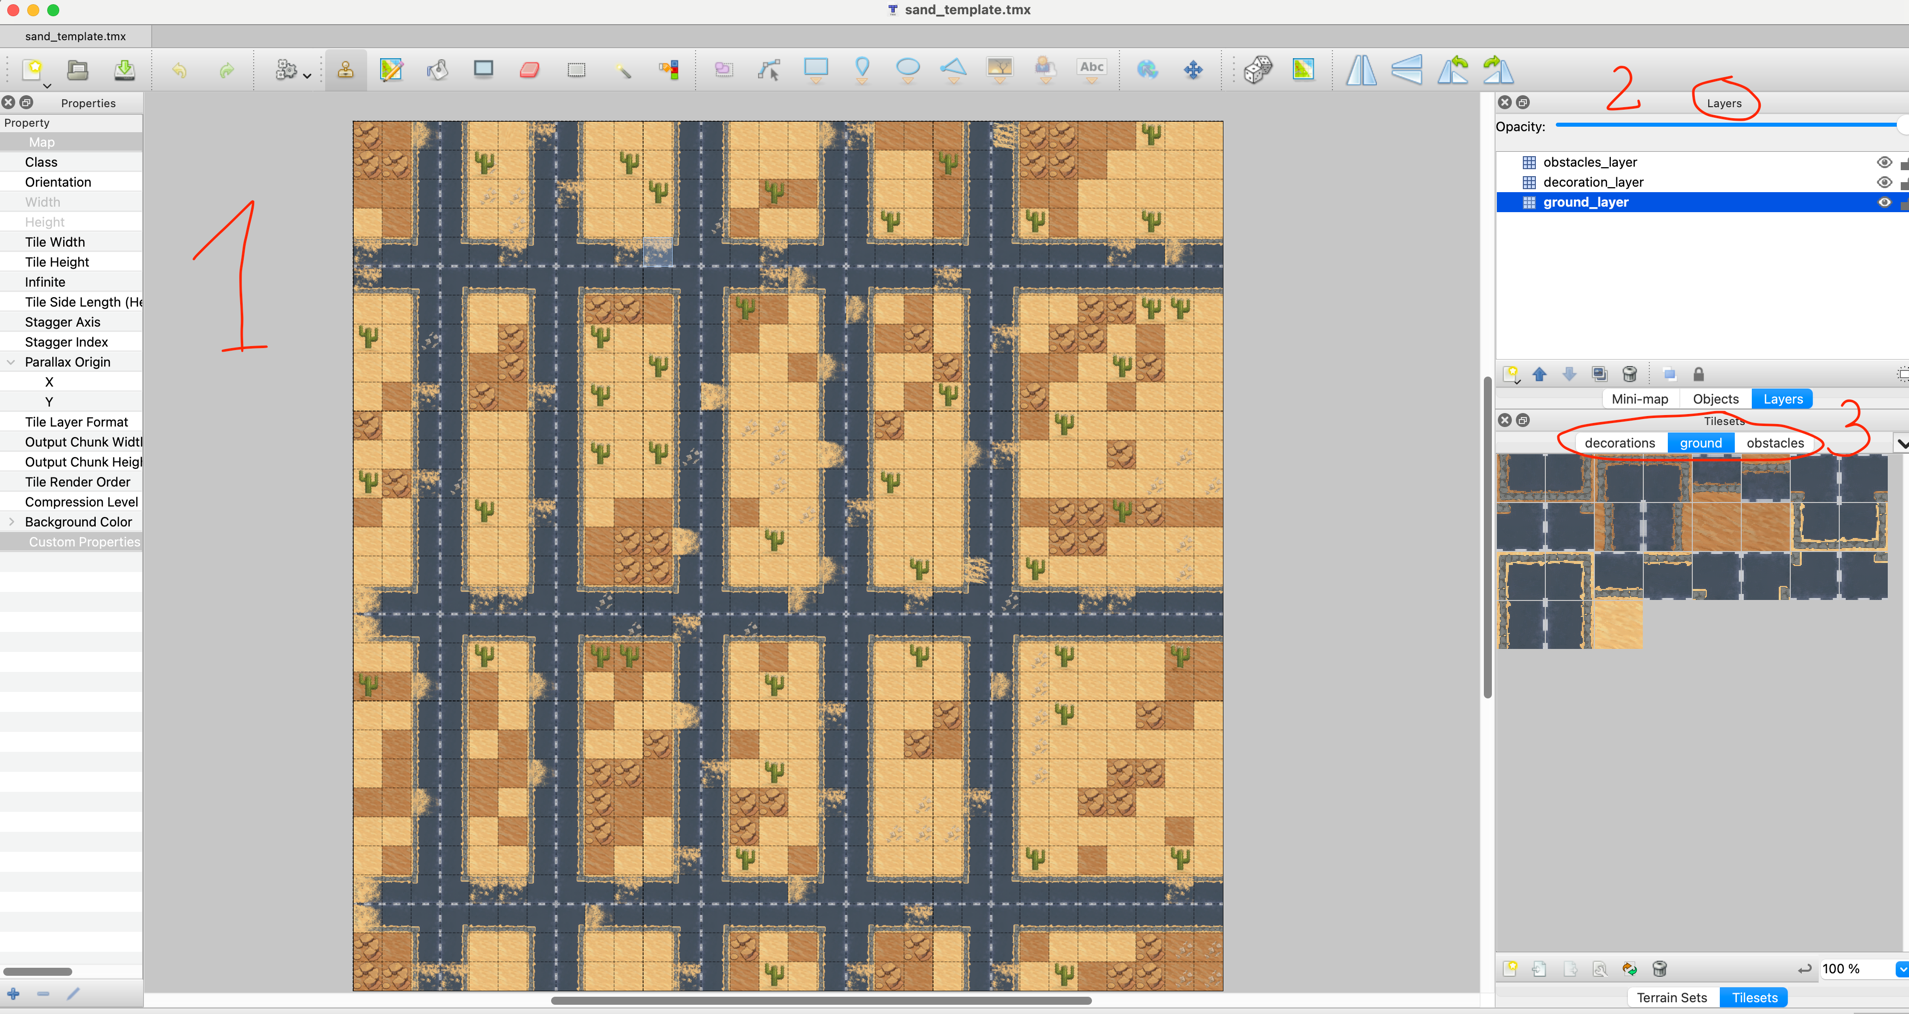 sand_template.tmx
sand_template.tmx
Abc
Properties
Property
Map
Class
Orientation
Width
Height
Tile Width
Tile Height
Infinite
Tile Side Length (He
Stagger Axis
Stagger Index
Parallax Origin
X
Y
Tile Layer Format
Output Chunk Widt
Output Chunk Heigh
Tile Render Order
Compression Level
Background Color
Custom Properties
1
2
Layers
Opacity:
obstacles_layer
decoration_layer
ground_layer
Mini-map Objects Layers
Tilesets
3
decorations ground obstacles
100 %
Terrain Sets Tilesets